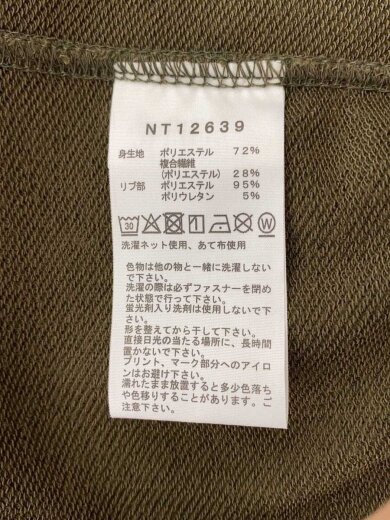 NT12639
身生地 ポリエステル 72%
複合繊維
(ポリエステル) 28%
リブ部 ポリエステル 95%
ポリウレタン 5%
30 W
洗濯ネット使用、あて布使用
色物は他の物と一緒に洗濯しない
で下さい。
洗濯の際は必ずファスナーを閉め
た状態で行って下さい。
蛍光剤入り洗剤は使用しないで下
さい。
形を整えてから干して下さい。
直接日光の当たる場所に、長時間
置かないで下さい。
プリント、マーク部分へのアイロ
ンはお避け下さい。
濡れたまま放置すると多少色落ち
や色移りすることがあります。ご
注意下さい。